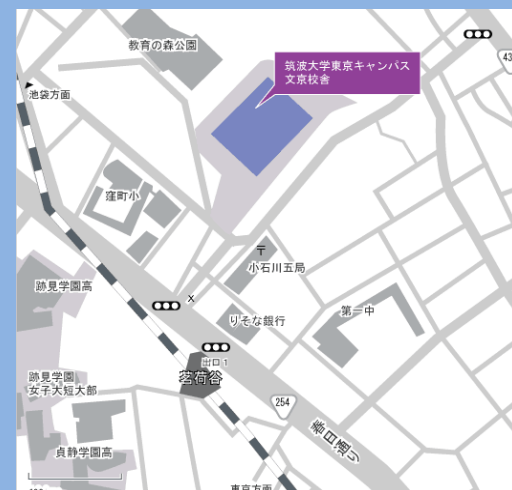 教育の森公園
筑波大学東京キャンパス
文京校舎
43
池袋方面
窪町小
〒
小石川五局
跡見学園高
x
りそな銀行
第一中
出口1
茗荷谷
跡見学園
女子大短大部
254
春日通り
貞静学園高
東京方面